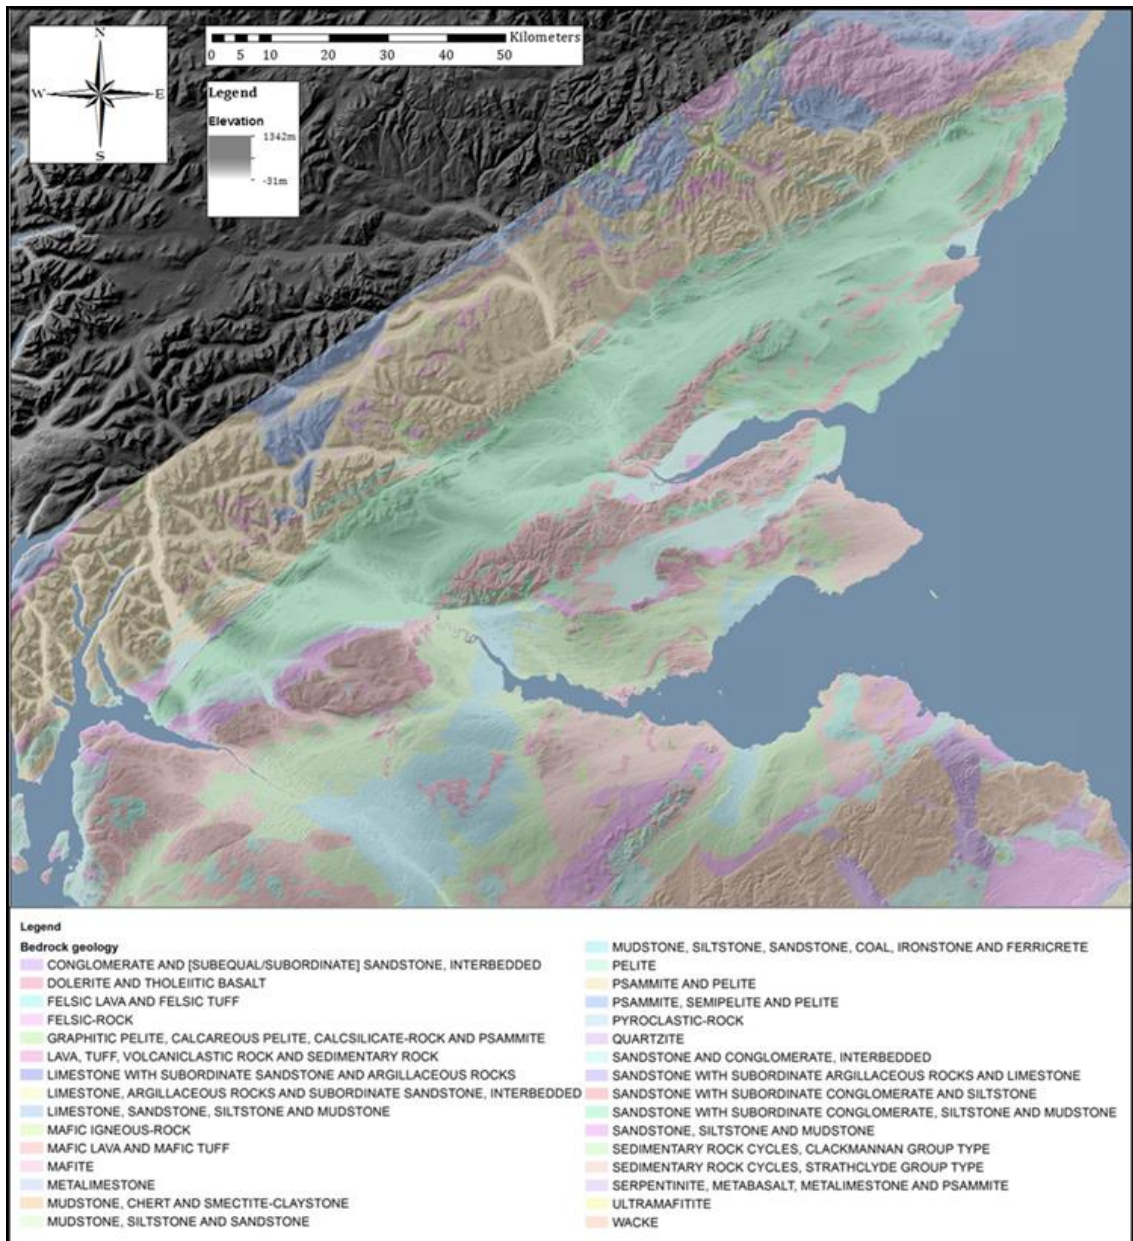 N
W
E
S
Kilometers
0 5 10 20 30 40 50
Legend
Elevation
1342m
-31m
Legend
Bedrock geology
CONGLOMERATE AND [SUBEQUAL/SUBORDINATE] SANDSTONE, INTERBEDDED
DOLERITE AND THOLEIITIC BASALT
FELSIC LAVA AND FELSIC TUFF
FELSIC-ROCK
GRAPHITIC PELITE, CALCAREOUS PELITE, CALCSILICATE-ROCK AND PSAMMITE
LAVA, TUFF, VOLCANICLASTIC ROCK AND SEDIMENTARY ROCK
LIMESTONE WITH SUBORDINATE SANDSTONE AND ARGILLACEOUS ROCKS
LIMESTONE, ARGILLACEOUS ROCKS AND SUBORDINATE SANDSTONE, INTERBEDDED
LIMESTONE, SANDSTONE, SILTSTONE AND MUDSTONE
MAFIC IGNEOUS-ROCK
MAFIC LAVA AND MAFIC TUFF
MAFITE
METALIMESTONE
MUDSTONE, CHERT AND SMECTITE-CLAYSTONE
MUDSTONE, SILTSTONE AND SANDSTONE
MUDSTONE, SILTSTONE, SANDSTONE, COAL, IRONSTONE AND FERRICRETE
PELITE
PSAMMITE AND PELITE
PSAMMITE, SEMIPELITE AND PELITE
PYROCLASTIC-ROCK
QUARTZITE
SANDSTONE AND CONGLOMERATE, INTERBEDDED
SANDSTONE WITH SUBORDINATE ARGILLACEOUS ROCKS AND LIMESTONE
SANDSTONE WITH SUBORDINATE CONGLOMERATE AND SILTSTONE
SANDSTONE WITH SUBORDINATE CONGLOMERATE, SILTSTONE AND MUDSTONE
SANDSTONE, SILTSTONE AND MUDSTONE
SEDIMENTARY ROCK CYCLES, CLACKMANNAN GROUP TYPE
SEDIMENTARY ROCK CYCLES, STRATHCLYDE GROUP TYPE
SERPENTINITE, METABASALT, METALIMESTONE AND PSAMMITE
ULTRAMAFITITE
WACKE